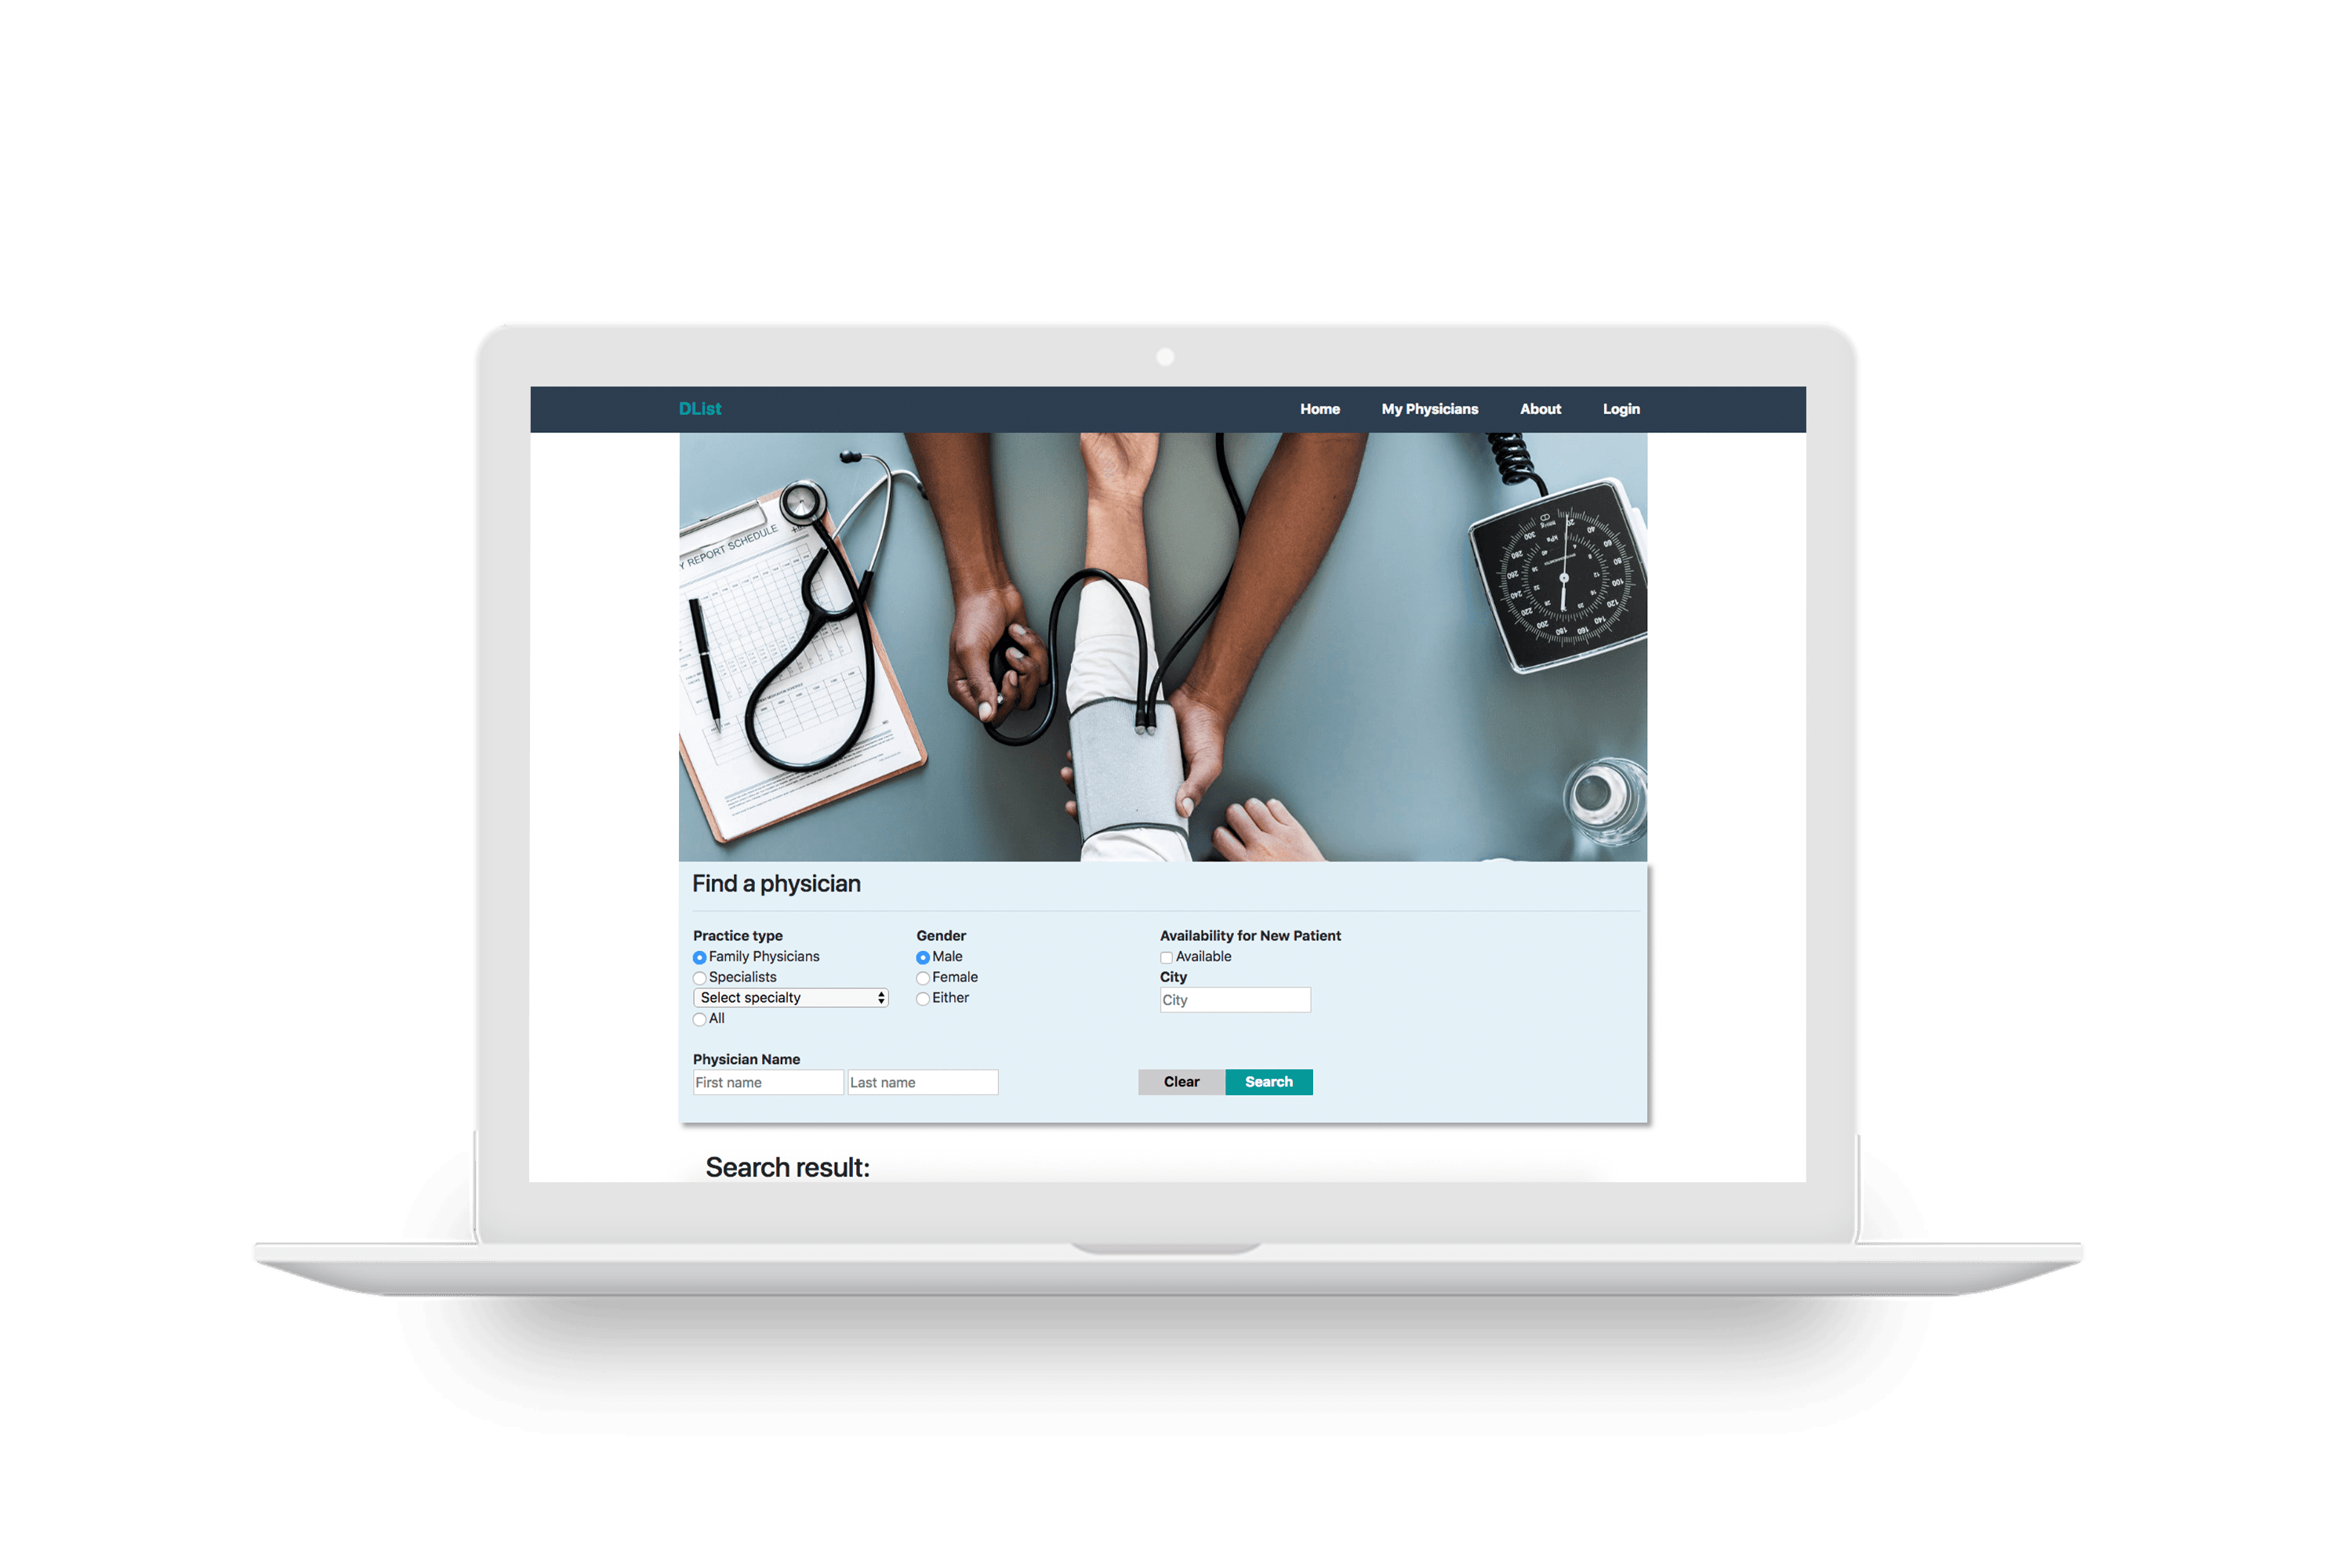 DList Home My Physicians About Login
Y REPORT SCHEDULE
Find a physician
Practice type Gender Availability for New Patient
Family Physicians Male Available
Specialists Female City
Select specialty Either City
All
Physician Name
First name Last name Clear Search
Search result: